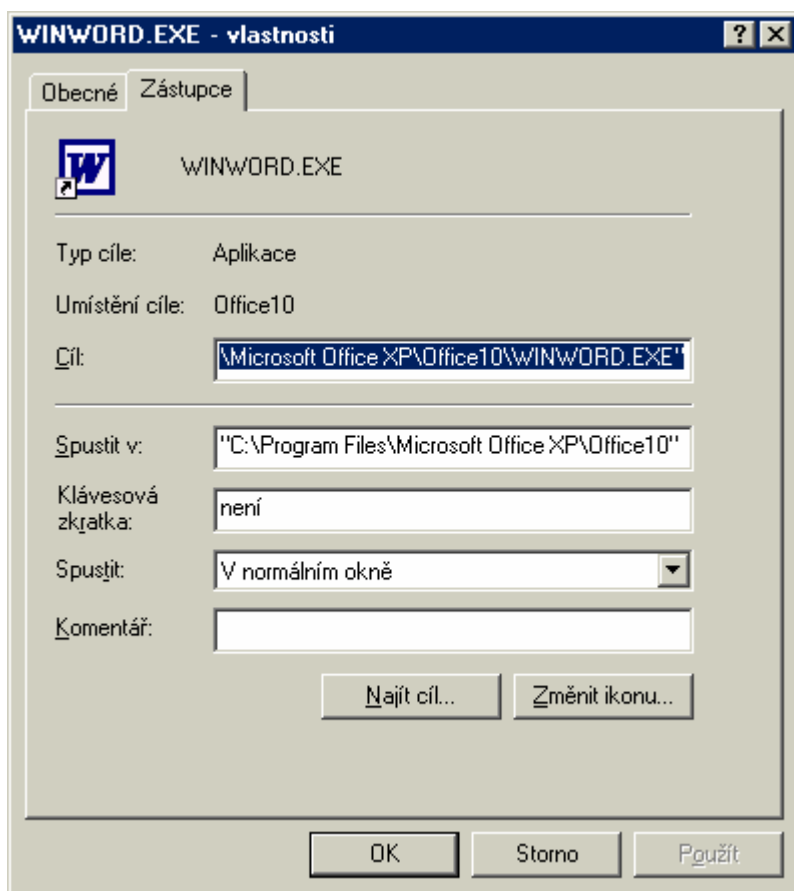 WINWORD.EXE - vlastnosti
Obecné Zástupce
WINWORD.EXE
Typ cíle: Aplikace
Umístění cíle: Office10
Cíl: \Microsoft Office XP\Office10\WINWORD.EXE"
Spustit v: "C:\Program Files\Microsoft Office XP\Office10"
Klávesová
zkratka: není
Spustit: V normálním okně
Komentář:
Najít cíl... Změnit ikonu...
OK Storno Použít